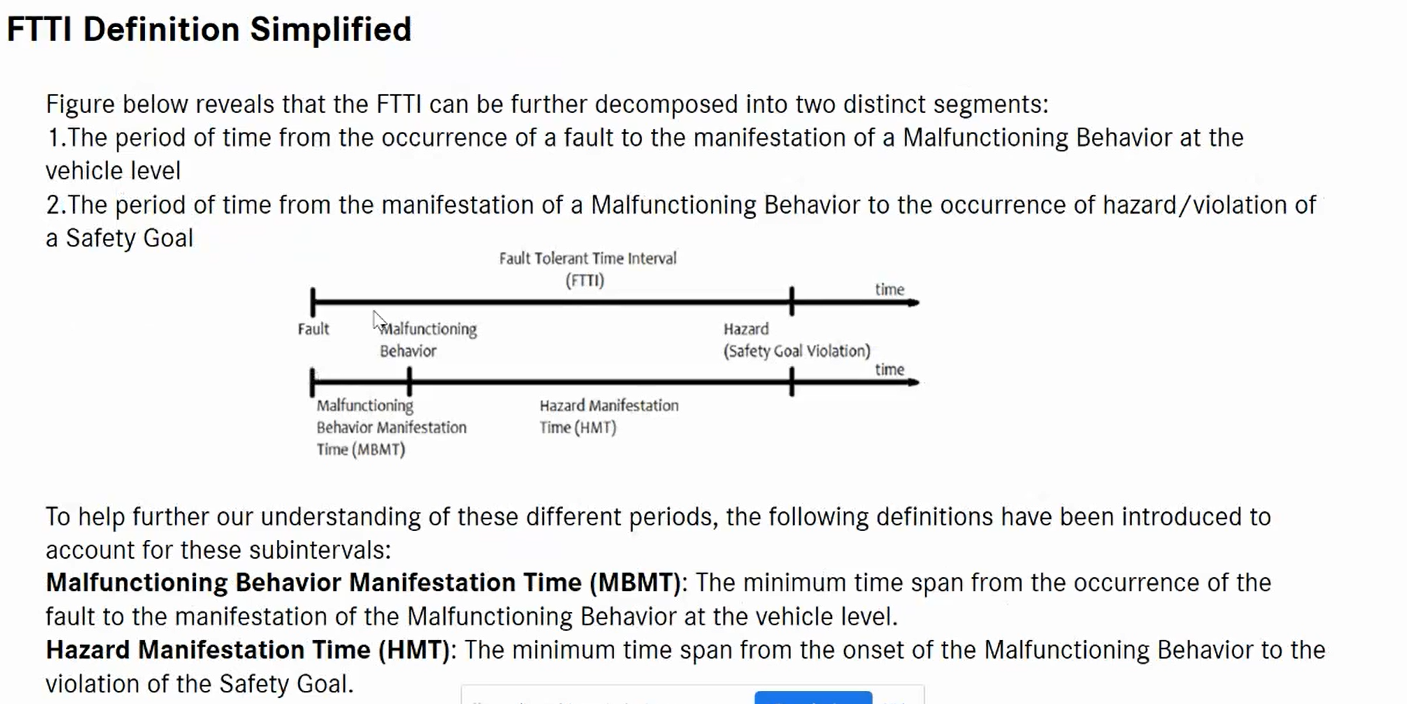 FTTI Definition Simplified
Figure below reveals that the FTTI can be further decomposed into two distinct segments:
1.The period of time from the occurrence of a fault to the manifestation of a Malfunctioning Behavior at the
vehicle level
2.The period of time from the manifestation of a Malfunctioning Behavior to the occurrence of hazard/violation of
a Safety Goal
Fault Tolerant Time Interval
(FTTI)
time
Fault
Malfunctioning
Behavior
Hazard
(Safety Goal Violation)
time
Malfunctioning
Behavior Manifestation
Time (MBMT)
Hazard Manifestation
Time (HMT)
To help further our understanding of these different periods, the following definitions have been introduced to
account for these subintervals:
Malfunctioning Behavior Manifestation Time (MBMT): The minimum time span from the occurrence of the
fault to the manifestation of the Malfunctioning Behavior at the vehicle level.
Hazard Manifestation Time (HMT): The minimum time span from the onset of the Malfunctioning Behavior to the
violation of the Safety Goal.